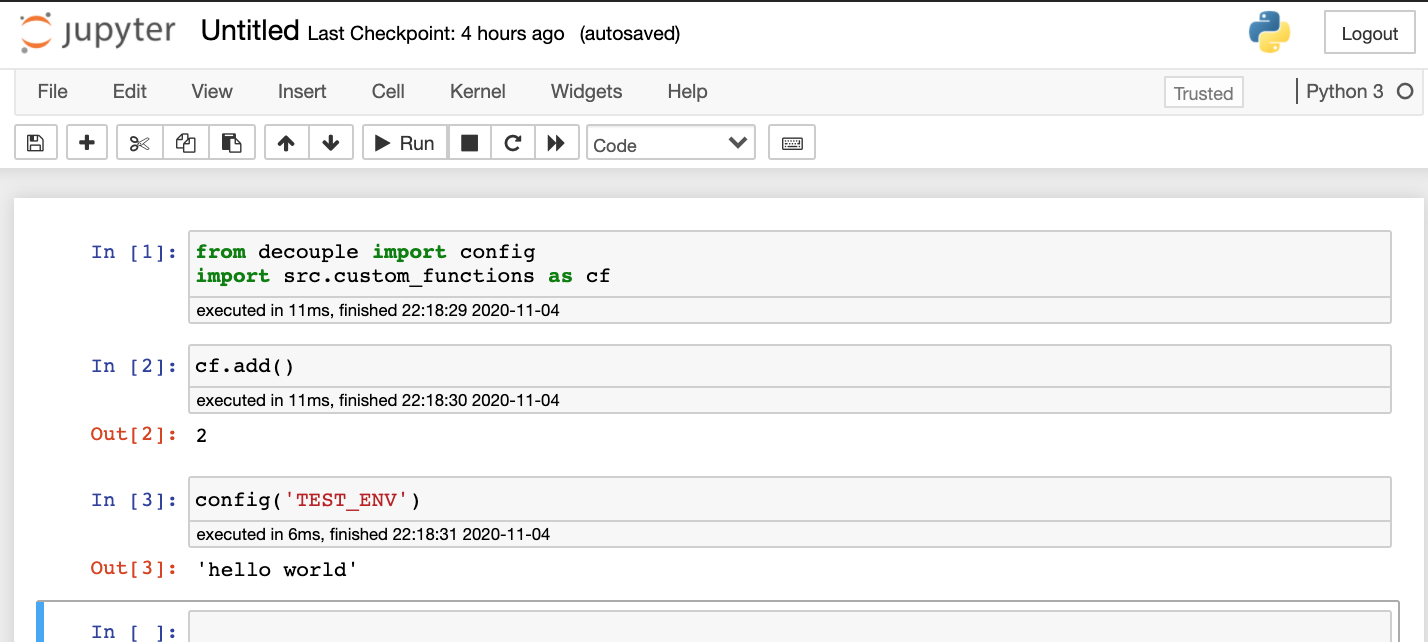 jupyter Untitled Last Checkpoint: 4 hours ago (autosaved) Logout
File Edit View Insert Cell Kernel Widgets Help Trusted Python 3
Run Code
In [1]: from decouple import config
import src.custom_functions as cf
executed in 11ms, finished 22:18:29 2020-11-04
In [2]: cf.add()
executed in 11ms, finished 22:18:30 2020-11-04
Out[2]: 2
In [3]: config('TEST_ENV')
executed in 6ms, finished 22:18:31 2020-11-04
Out[3]: 'hello world'
In [ ]: